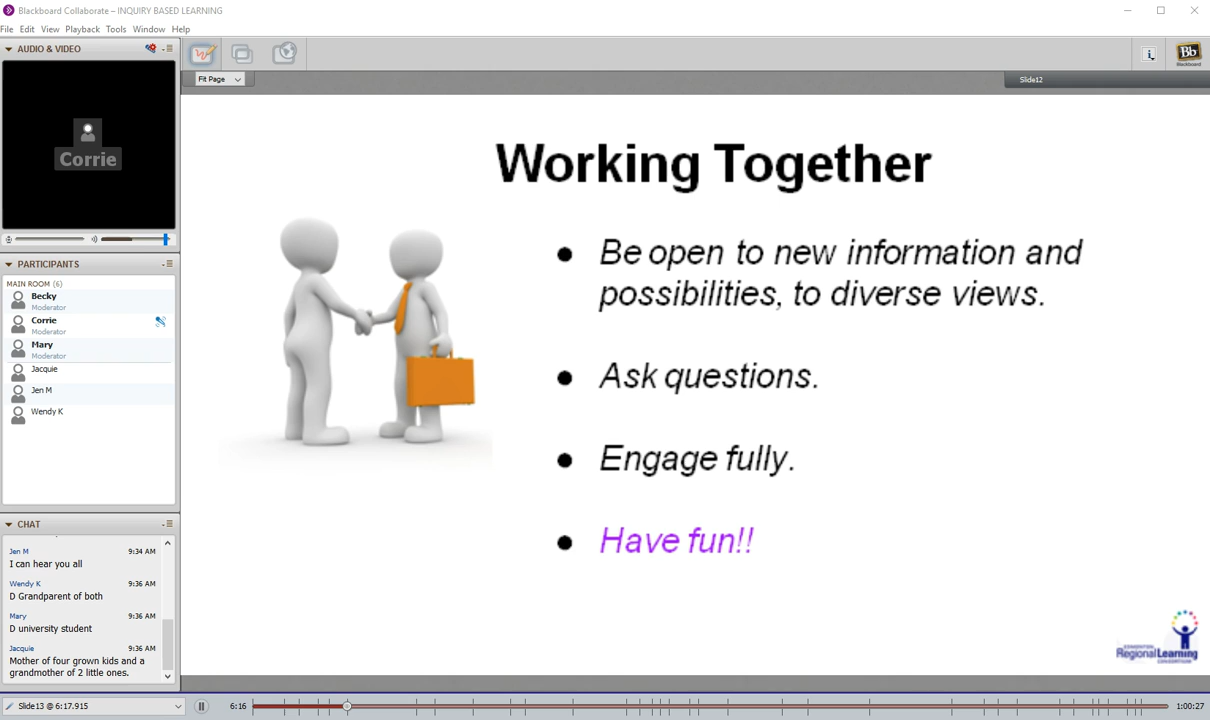 Blackboard Collaborate – INQUIRY BASED LEARNING
File Edit View Playback Tools Window Help
AUDIO & VIDEO
Corrie
PARTICIPANTS
MAIN ROOM (6)
Becky
Moderator
Corrie
Moderator
Mary
Moderator
Jacquie
Jen M
Wendy K
CHAT
Jen M 9:34 AM
I can hear you all
Wendy K 9:36 AM
D Grandparent of both
Mary 9:36 AM
D university student
Jacquie 9:36 AM
Mother of four grown kids and a
grandmother of 2 little ones.
Slide13 @ 6:17.915
6:16
1:00:27
Fit Page
Slide12
Bb
Blackboard
Working Together
● Be open to new information and
possibilities, to diverse views.
● Ask questions.
● Engage fully.
● Have fun!!
Regional Learning
CONSORTIUM